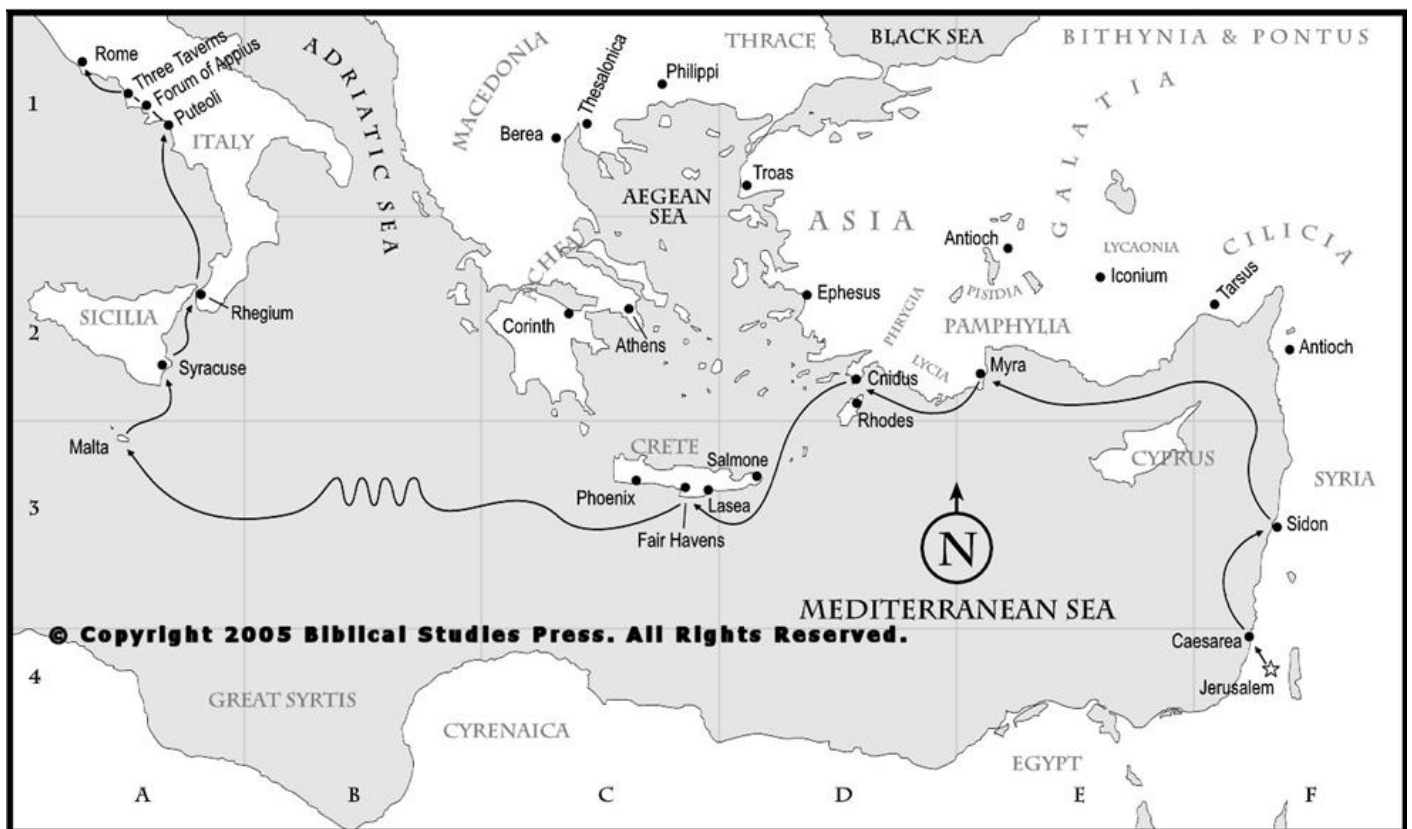 THRACE
BLACK SEA
BITHYNIA & PONTUS
Rome
Three Taverns
Forum of Appius
Puteoli
ADRIATIC SEA
MACEDONIA
Thesalonica
Philippi
GALATIA
1
ITALY
Berea
Troas
AEGEAN
SEA
ASIA
ACHEA
Antioch
LYCAONIA
CILICIA
Iconium
Tarsus
PISIDIA
Ephesus
PHRYGIA
PAMPHYLIA
SICILIA
Rhegium
2
Corinth
Athens
Antioch
Syracuse
Cnidus
LYCIA
Myra
Rhodes
Malta
CRETE
Salmone
CYPRUS
SYRIA
3
Phoenix
Lasea
Fair Havens
Sidon
N
MEDITERRANEAN SEA
© Copyright 2005 Biblical Studies Press. All Rights Reserved.
Caesarea
4
Jerusalem
GREAT SYRTIS
CYRENAICA
EGYPT
A B C D E F